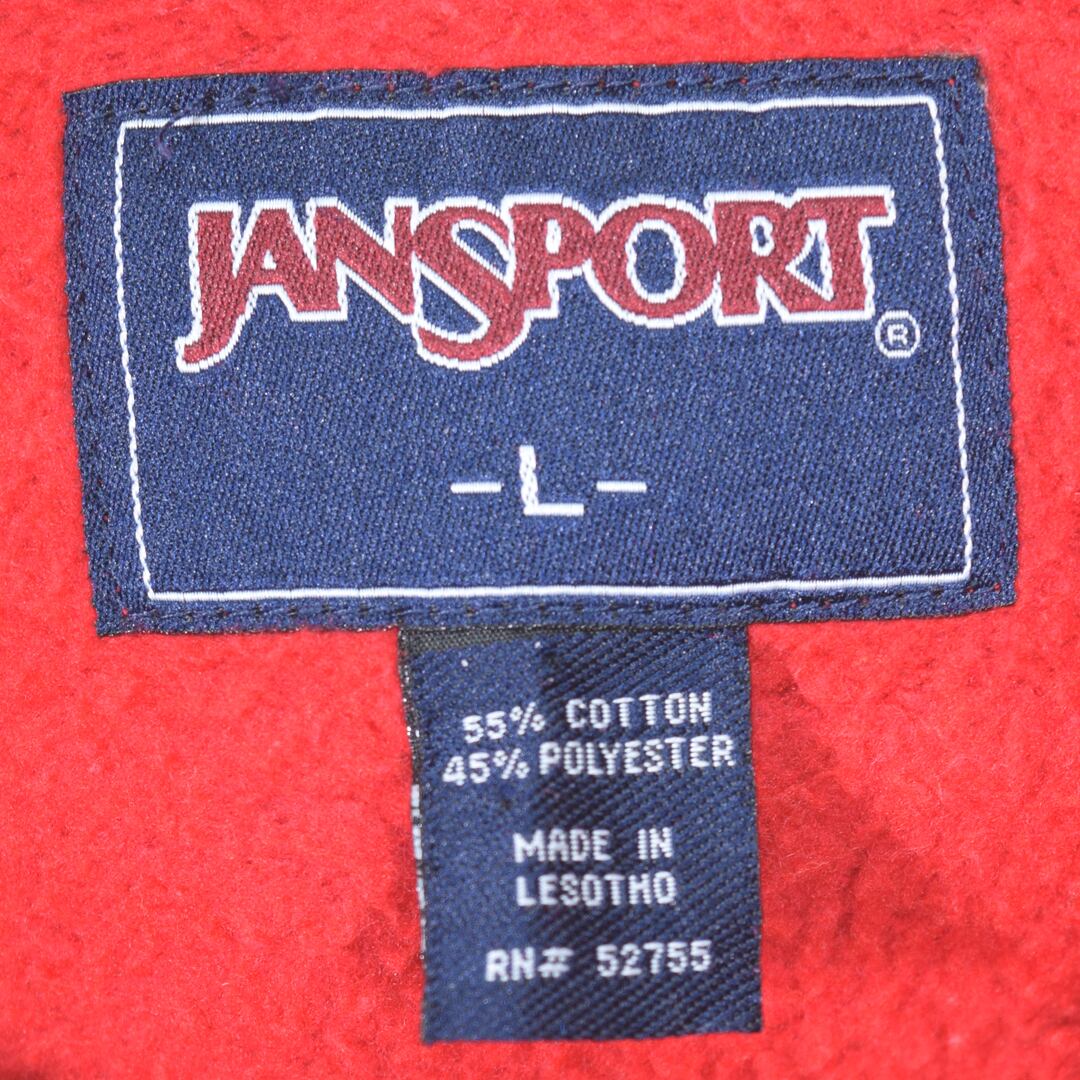 JANSPORT®
-L-
55% COTTON
45% POLYESTER
MADE IN
LESOTHO
RN# 52755